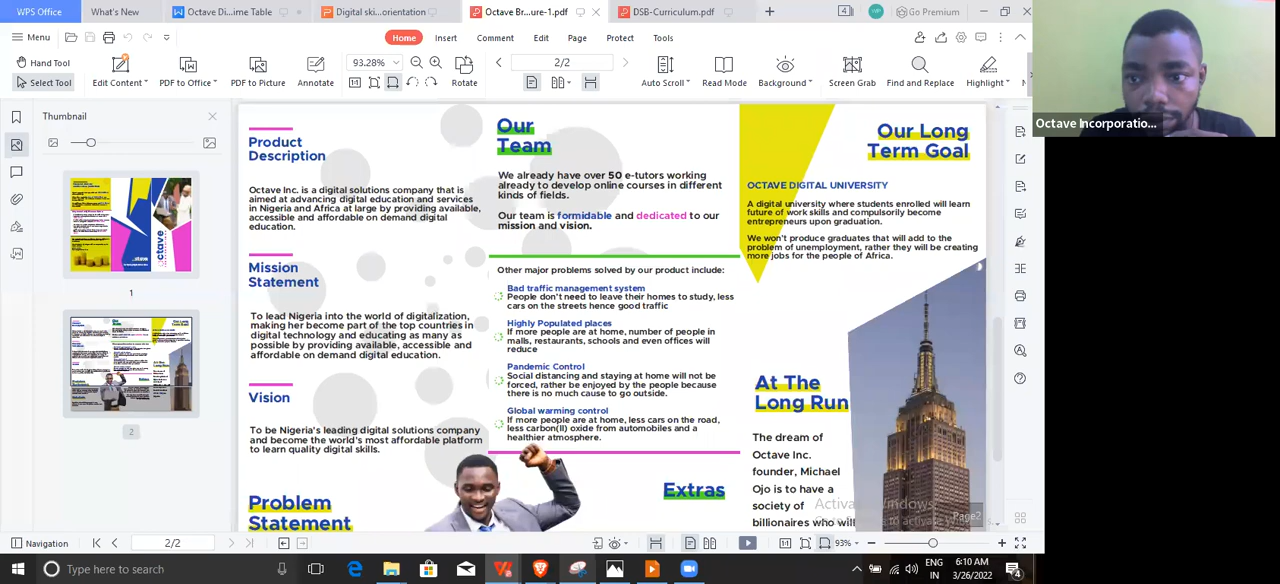 WPS Office
What's New
Octave Di...ime Table
Digital ski...orientation
Octave Br...ure-1.pdf
DSB-Curriculum.pdf
Go Premium
Menu
Home
Insert
Comment
Edit
Page
Protect
Tools
Hand Tool
Select Tool
Edit Content
PDF to Office
PDF to Picture
Annotate
93.28%
Rotate
2/2
Auto Scroll
Read Mode
Background
Screen Grab
Find and Replace
Highlight
Octave Incorporatio...
Thumbnail
1
2
Product
Description
Octave Inc. is a digital solutions company that is
aimed at advancing digital education and services
in Nigeria and Africa at large by providing available,
accessible and affordable on demand digital
education.
Mission
Statement
To lead Nigeria into the world of digitalization,
making her become part of the top countries in
digital technology and educating as many as
possible by providing available, accessible and
affordable on demand digital education.
Vision
To be Nigeria's leading digital solutions company
and become the world's most affordable platform
to learn quality digital skills.
Problem
Statement
Our
Team
We already have over 50 e-tutors working
already to develop online courses in different
kinds of fields.
Our team is formidable and dedicated to our
mission and vision.
Other major problems solved by our product include:
Bad traffic management system
People don't need to leave their homes to study, less
cars on the streets hence good traffic
Highly Populated places
If more people are at home, number of people in
malls, restaurants, schools and even offices will
reduce
Pandemic Control
Social distancing and staying at home will not be
forced, rather be enjoyed by the people because
there is no much cause to go outside.
Global warming control
If more people are at home, less cars on the road,
less carbon(II) oxide from automobiles and a
healthier atmosphere.
Extras
Our Long
Term Goal
OCTAVE DIGITAL UNIVERSITY
A digital university where students enrolled will learn
future of work skills and compulsorily become
entrepreneurs upon graduation.
We won't produce graduates that will add to the
problem of unemployment, rather they will be creating
more jobs for the people of Africa.
At The
Long Run
The dream of
Octave Inc.
founder, Michael
Ojo is to have a
society of
billionaires who will
Activate Windows
Page2
Navigation
2/2
93%
Type here to search
ENG
IN
6:10 AM
3/26/2022
4